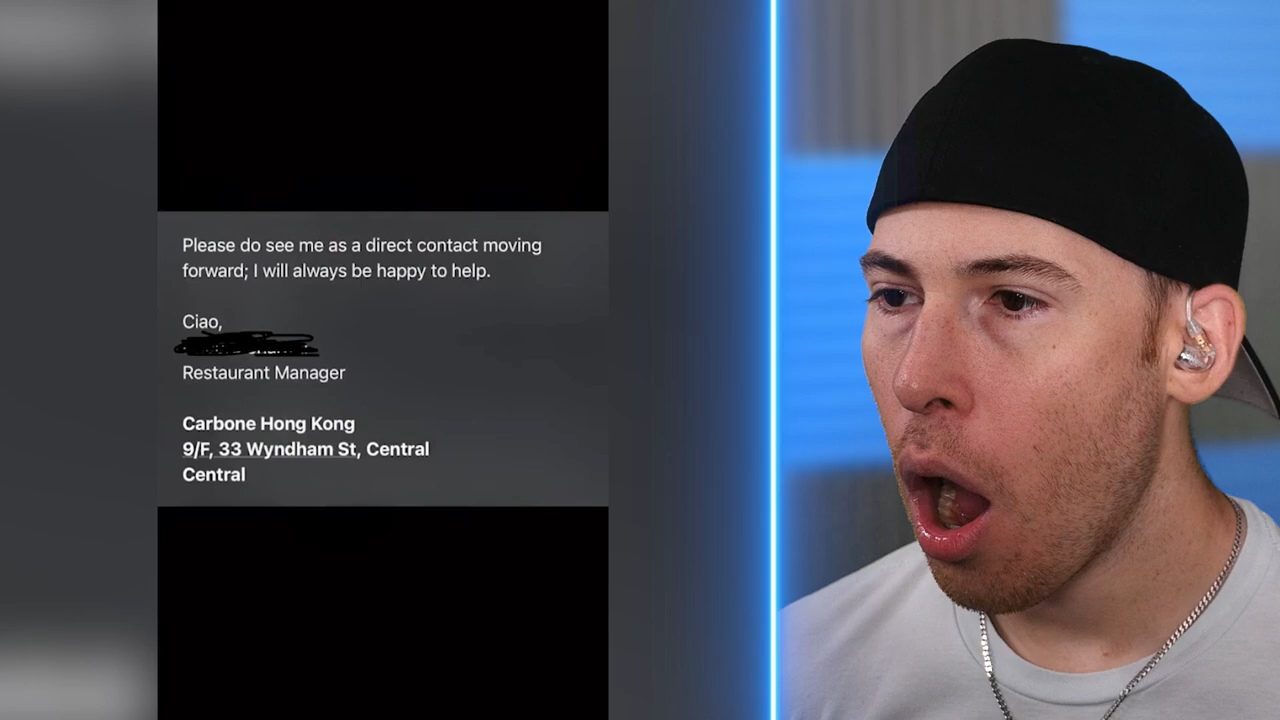 Please do see me as a direct contact moving
forward; I will always be happy to help.
Ciao,
Restaurant Manager
Carbone Hong Kong
9/F, 33 Wyndham St, Central
Central